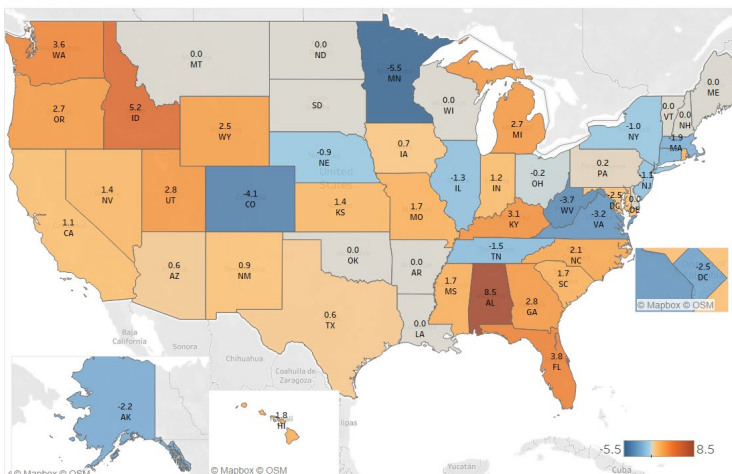 3.6
WA
0.0
MT
0.0
ND
-5.5
MN
0.0
ME
0.0
VT
0.0
NH
2.7
OR
5.2
ID
2.5
WY
SD
0.0
WI
2.7
MI
-1.0
NY
-1.9
MA
-0.9
NE
0.7
IA
0.2
PA
-1.1
NJ
1.4
NV
2.8
UT
-4.1
CO
United
States
1.4
KS
1.7
MO
-1.3
IL
1.2
IN
-0.2
OH
-2.5
DC
0.0
DE
1.1
CA
3.1
KY
-3.7
WV
-3.2
VA
0.6
AZ
0.9
NM
0.0
OK
0.0
AR
-1.5
TN
2.1
NC
1.7
SC
-2.5
DC
© Mapbox © OSM
0.6
TX
0.0
LA
1.7
MS
8.5
AL
2.8
GA
3.8
FL
Baja
California
Sonora
Chihuahua
Coahuila de
Zaragoza
lipas
-2.2
AK
© Mapbox © OSM
1.8
HI
© Mapbox © OSM
-5.5
8.5
Yucatán
Cuba